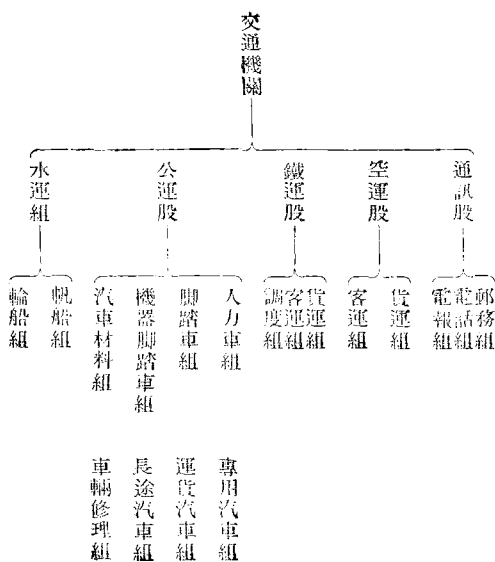 交通機關
通訊股
空運股
鐵運股
公運股
水運組
郵務組
電話組
電報組
貨運組
客運組
貨運組
客運組
調度組
人力車組
脚踏車組
機器脚踏車組
汽車材料組
帆船組
輪船組
專用汽車組
運貨汽車組
長途汽車組
車輛修理組